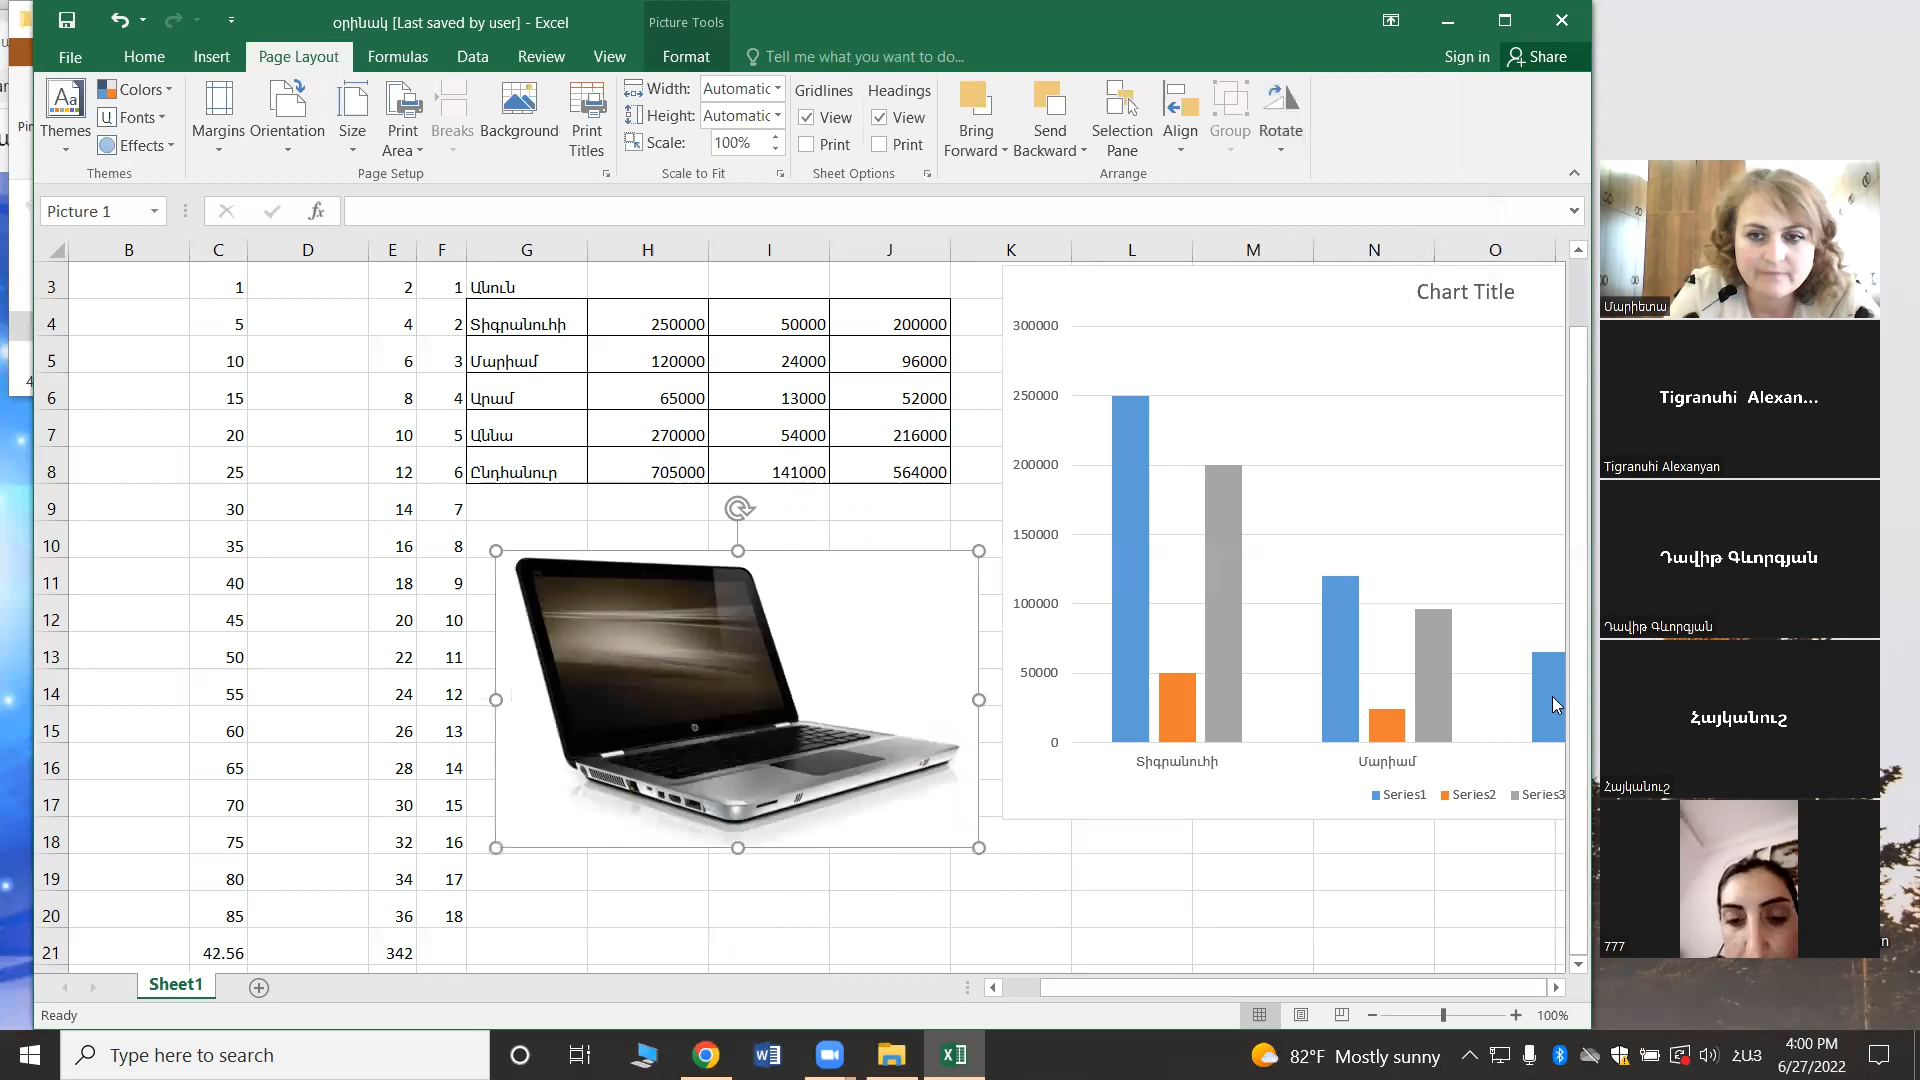 օրինակ [Last saved by user] - Excel
Picture Tools
File
Home
Insert
Page Layout
Formulas
Data
Review
View
Format
Tell me what you want to do...
Sign in
Share
Themes
Colors
Fonts
Effects
Margins
Orientation
Size
Print Area
Breaks
Background
Print Titles
Width: Automatic
Height: Automatic
Scale: 100%
Gridlines
View
Print
Headings
View
Print
Bring Forward
Send Backward
Selection Pane
Align
Group
Rotate
Themes
Page Setup
Scale to Fit
Sheet Options
Arrange
Picture 1
fx
B C D E F G H I J K L M N O
3 1 2 1 Անուն
4 5 4 2 Տիգրանուհի 250000 50000 200000
5 10 6 3 Մարիամ 120000 24000 96000
6 15 8 4 Արամ 65000 13000 52000
7 20 10 5 Աննա 270000 54000 216000
8 25 12 6 Ընդհանուր 705000 141000 564000
9 30 14 7
10 35 16 8
11 40 18 9
12 45 20 10
13 50 22 11
14 55 24 12
15 60 26 13
16 65 28 14
17 70 30 15
18 75 32 16
19 80 34 17
20 85 36 18
21 42.56 342
Chart Title
300000
250000
200000
150000
100000
50000
0
Տիգրանուհի
Մարիամ
Series1 Series2 Series3
hp
Sheet1
Ready
100%
Մարիետա
Tigranuhi Alexan...
Tigranuhi Alexanyan
Դավիթ Գևորգյան
Դավիթ Գևորգյան
Հայկանուշ
Հայկանուշ
777
Type here to search
82°F Mostly sunny
ՀԱՅ
4:00 PM
6/27/2022